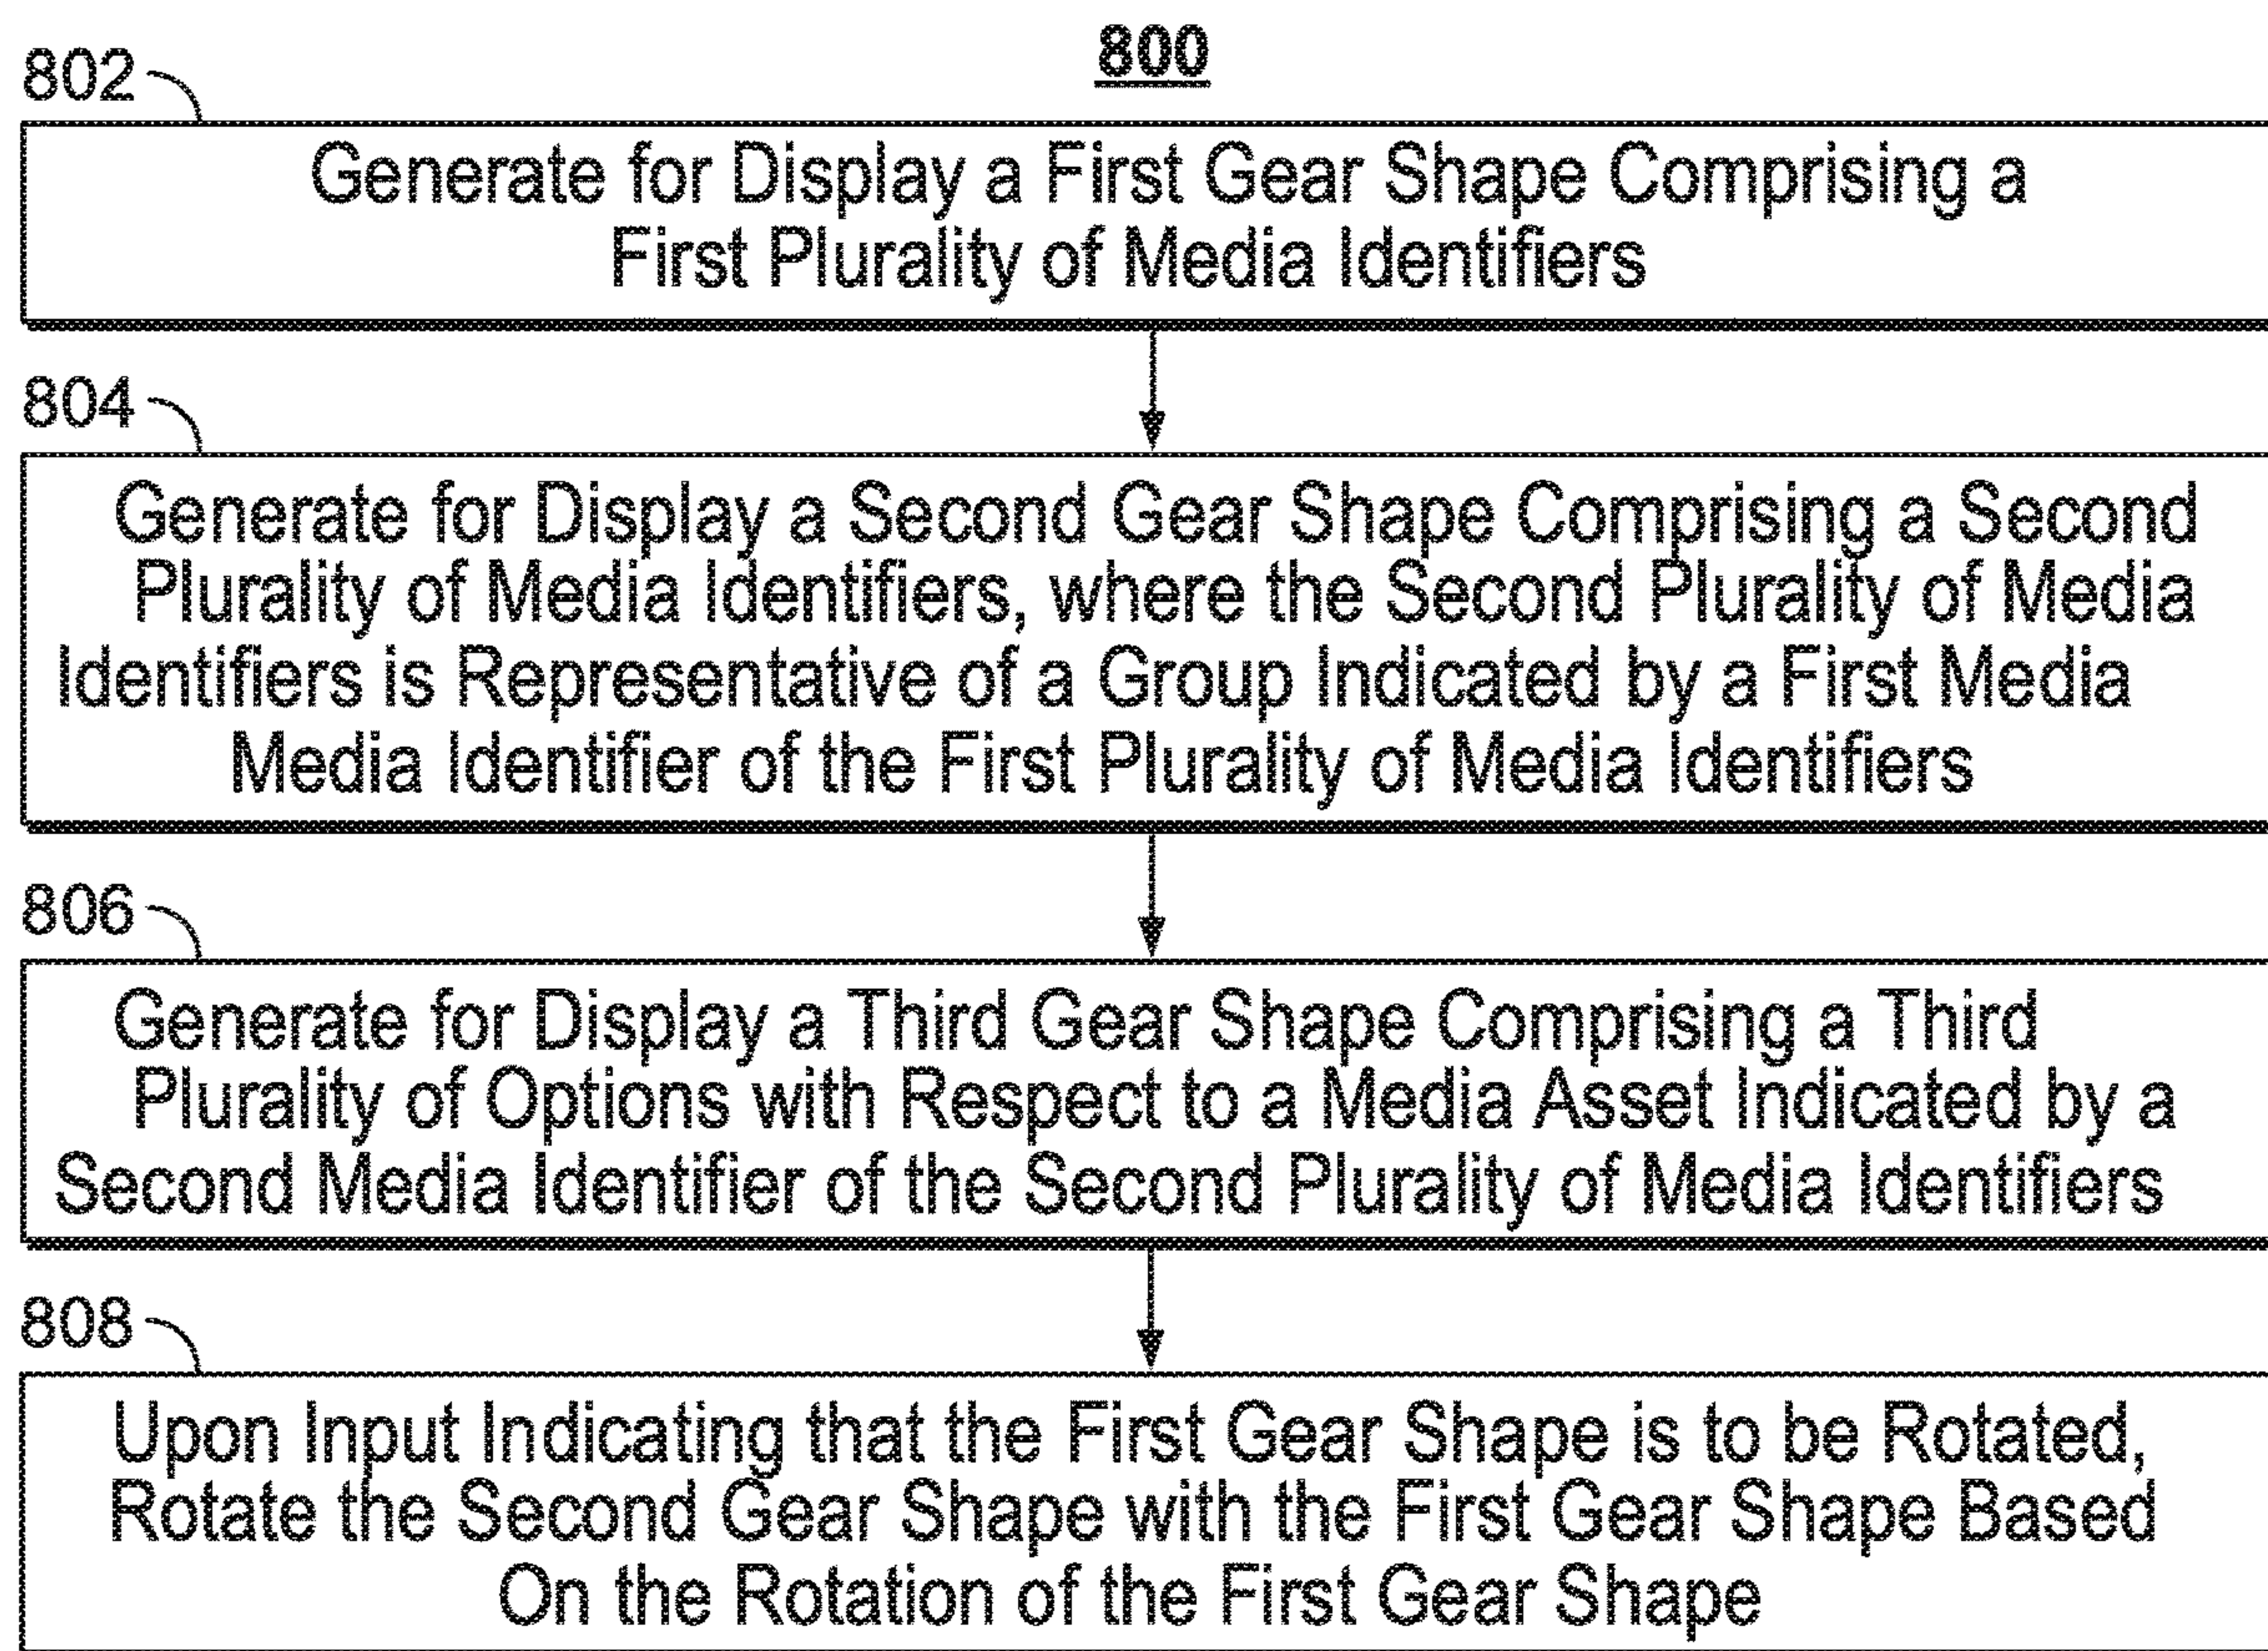 800
802
Generate for Display a First Gear Shape Comprising a
First Plurality of Media Identifiers
804
Generate for Display a Second Gear Shape Comprising a Second
Plurality of Media Identifiers, where the Second Plurality of Media
Identifiers is Representative of a Group Indicated by a First Media
Media Identifier of the First Plurality of Media Identifiers
806
Generate for Display a Third Gear Shape Comprising a Third
Plurality of Options with Respect to a Media Asset Indicated by a
Second Media Identifier of the Second Plurality of Media Identifiers
808
Upon Input Indicating that the First Gear Shape is to be Rotated,
Rotate the Second Gear Shape with the First Gear Shape Based
On the Rotation of the First Gear Shape